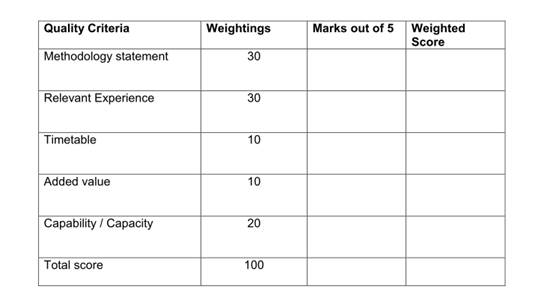 Quality Criteria Weightings Marks out of 5 Weighted
Score
Methodology statement 30
Relevant Experience 30
Timetable 10
Added value 10
Capability / Capacity 20
Total score 100